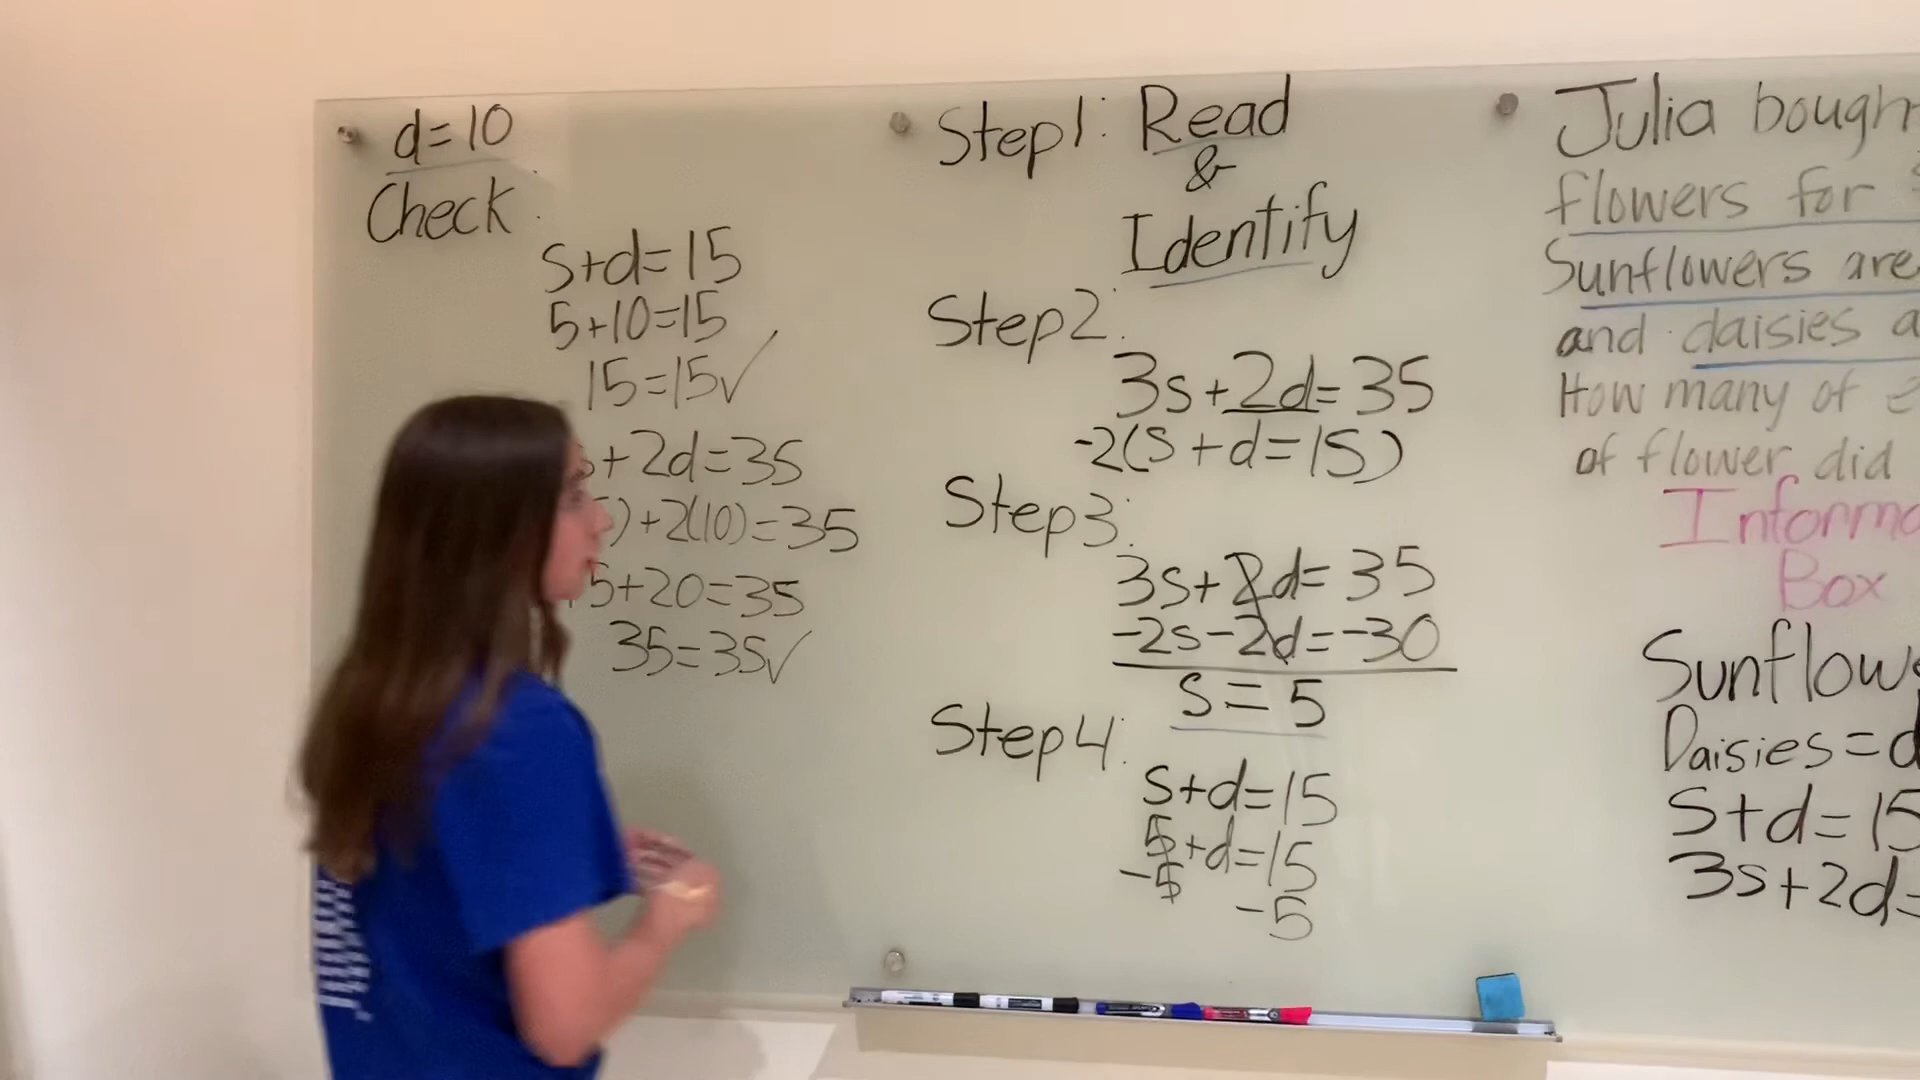 d=10
Check
s+d=15
5+10=15
15=15✓
+2d=35
)+2(10)=35
5+20=35
35=35✓
Step1: Read
&
Identify
Step2:
3s+2d=35
-2(s+d=15)
Step3:
3s+2d=35
-2s-2d=-30
s=5
Step4:
s+d=15
5+d=15
-5
-5
Julia bough
flowers for
Sunflowers are
and daisies a
How many of e
of flower did
Informa
Box
Sunflow
Daisies=d
s+d=15
3s+2d=